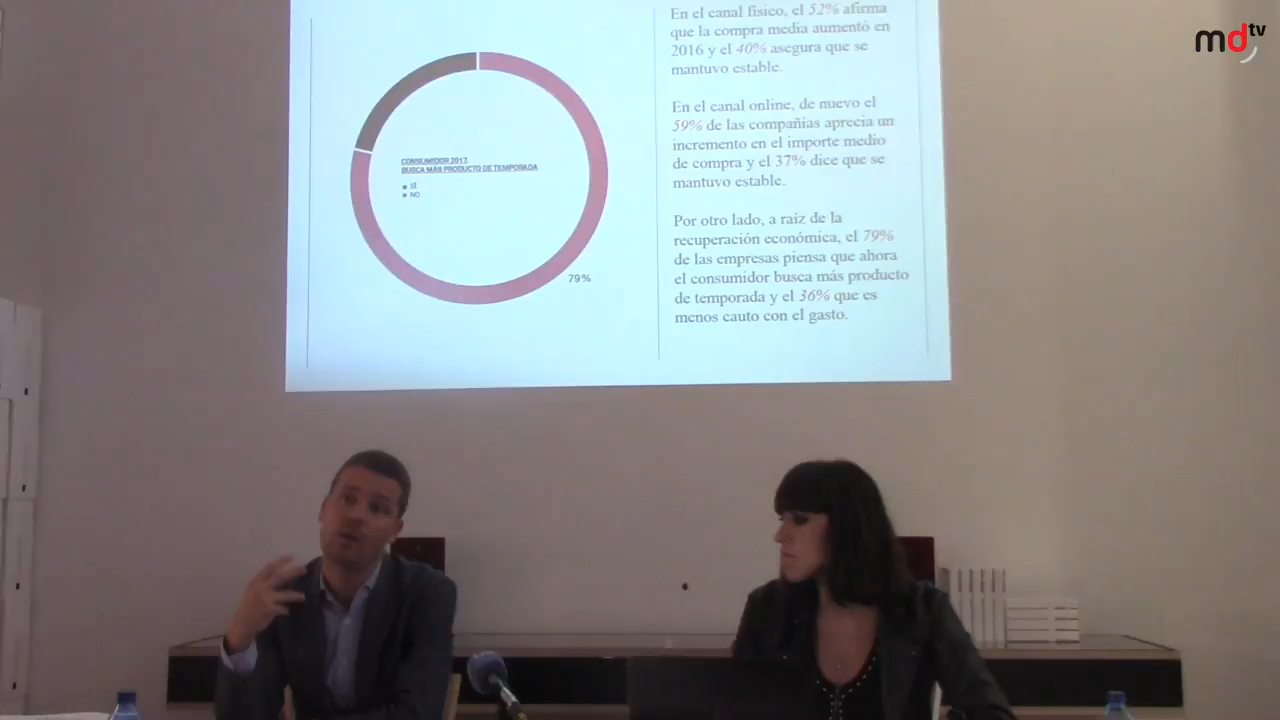 En el canal físico, el 52% afirma
que la compra media aumentó en
2016 y el 40% asegura que se
mantuvo estable.
En el canal online, de nuevo el
59% de las compañías aprecia un
incremento en el importe medio
de compra y el 37% dice que se
mantuvo estable.
Por otro lado, a raíz de la
recuperación económica, el 79%
de las empresas piensa que ahora
el consumidor busca más producto
de temporada y el 36% que es
menos cauto con el gasto.
CONSUMIDOR 2017.
BUSCA MÁS PRODUCTO DE TEMPORADA
SÍ
NO
79%
md tv